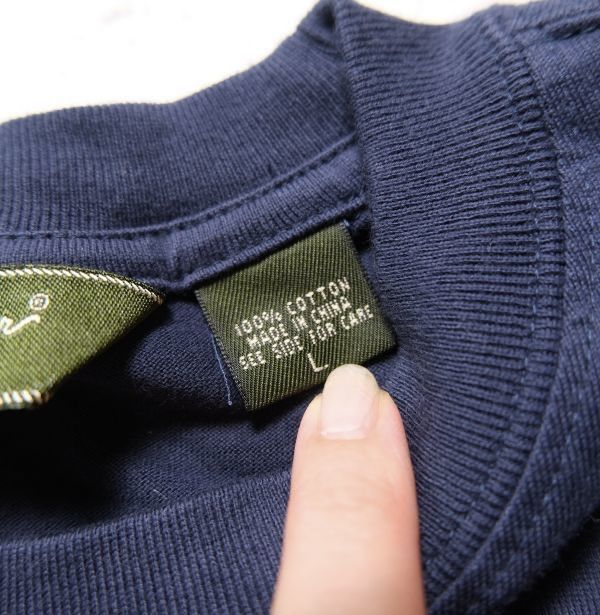 100% COTTON
MADE IN CHINA
SEE SIDE FOR CARE
L